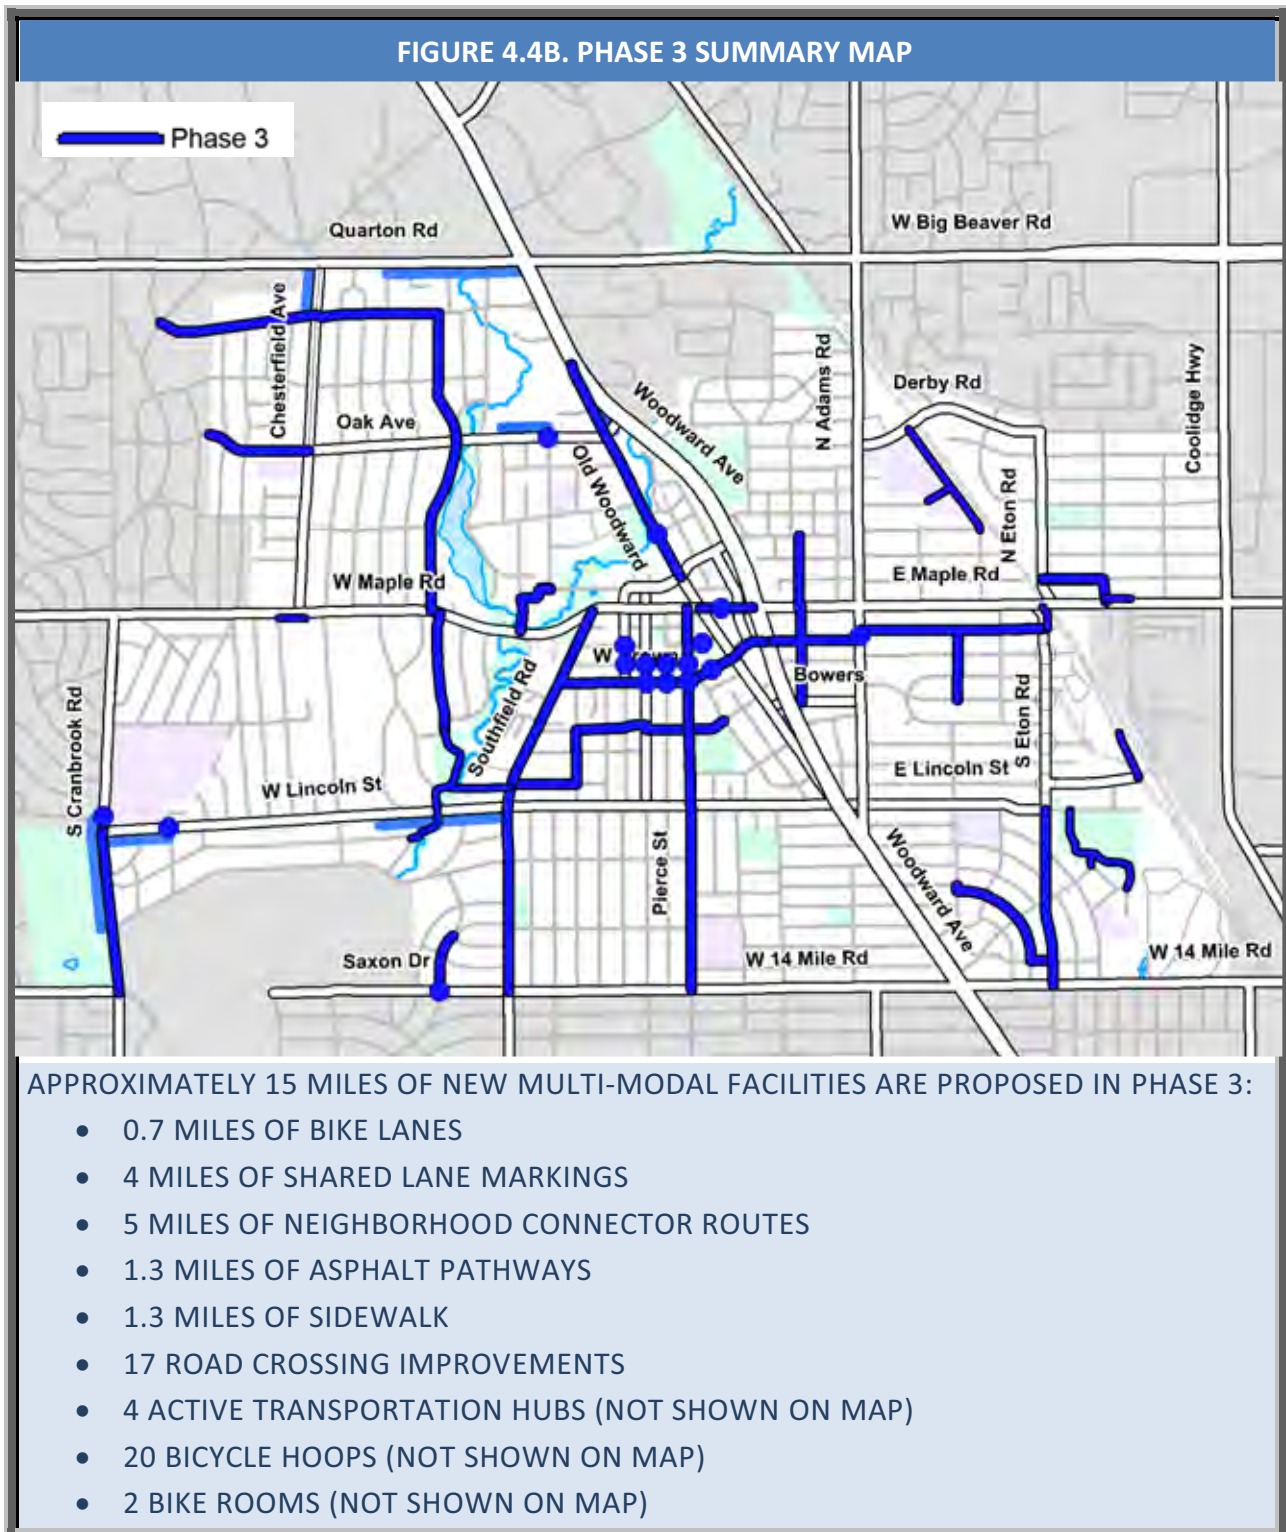 FIGURE 4.4B. PHASE 3 SUMMARY MAP
Phase 3
Quarton Rd
W Big Beaver Rd
Chesterfield Ave
N Adams Rd
Coolidge Hwy
Derby Rd
Woodward Ave
Oak Ave
Old Woodward
N Eton Rd
W Maple Rd
E Maple Rd
W
Bowers
S Cranbrook Rd
Southfield Rd
S Eton Rd
E Lincoln St
W Lincoln St
Pierce St
Woodward Ave
Saxon Dr
W 14 Mile Rd
W 14 Mile Rd
APPROXIMATELY 15 MILES OF NEW MULTI-MODAL FACILITIES ARE PROPOSED IN PHASE 3:
• 0.7 MILES OF BIKE LANES
• 4 MILES OF SHARED LANE MARKINGS
• 5 MILES OF NEIGHBORHOOD CONNECTOR ROUTES
• 1.3 MILES OF ASPHALT PATHWAYS
• 1.3 MILES OF SIDEWALK
• 17 ROAD CROSSING IMPROVEMENTS
• 4 ACTIVE TRANSPORTATION HUBS (NOT SHOWN ON MAP)
• 20 BICYCLE HOOPS (NOT SHOWN ON MAP)
• 2 BIKE ROOMS (NOT SHOWN ON MAP)